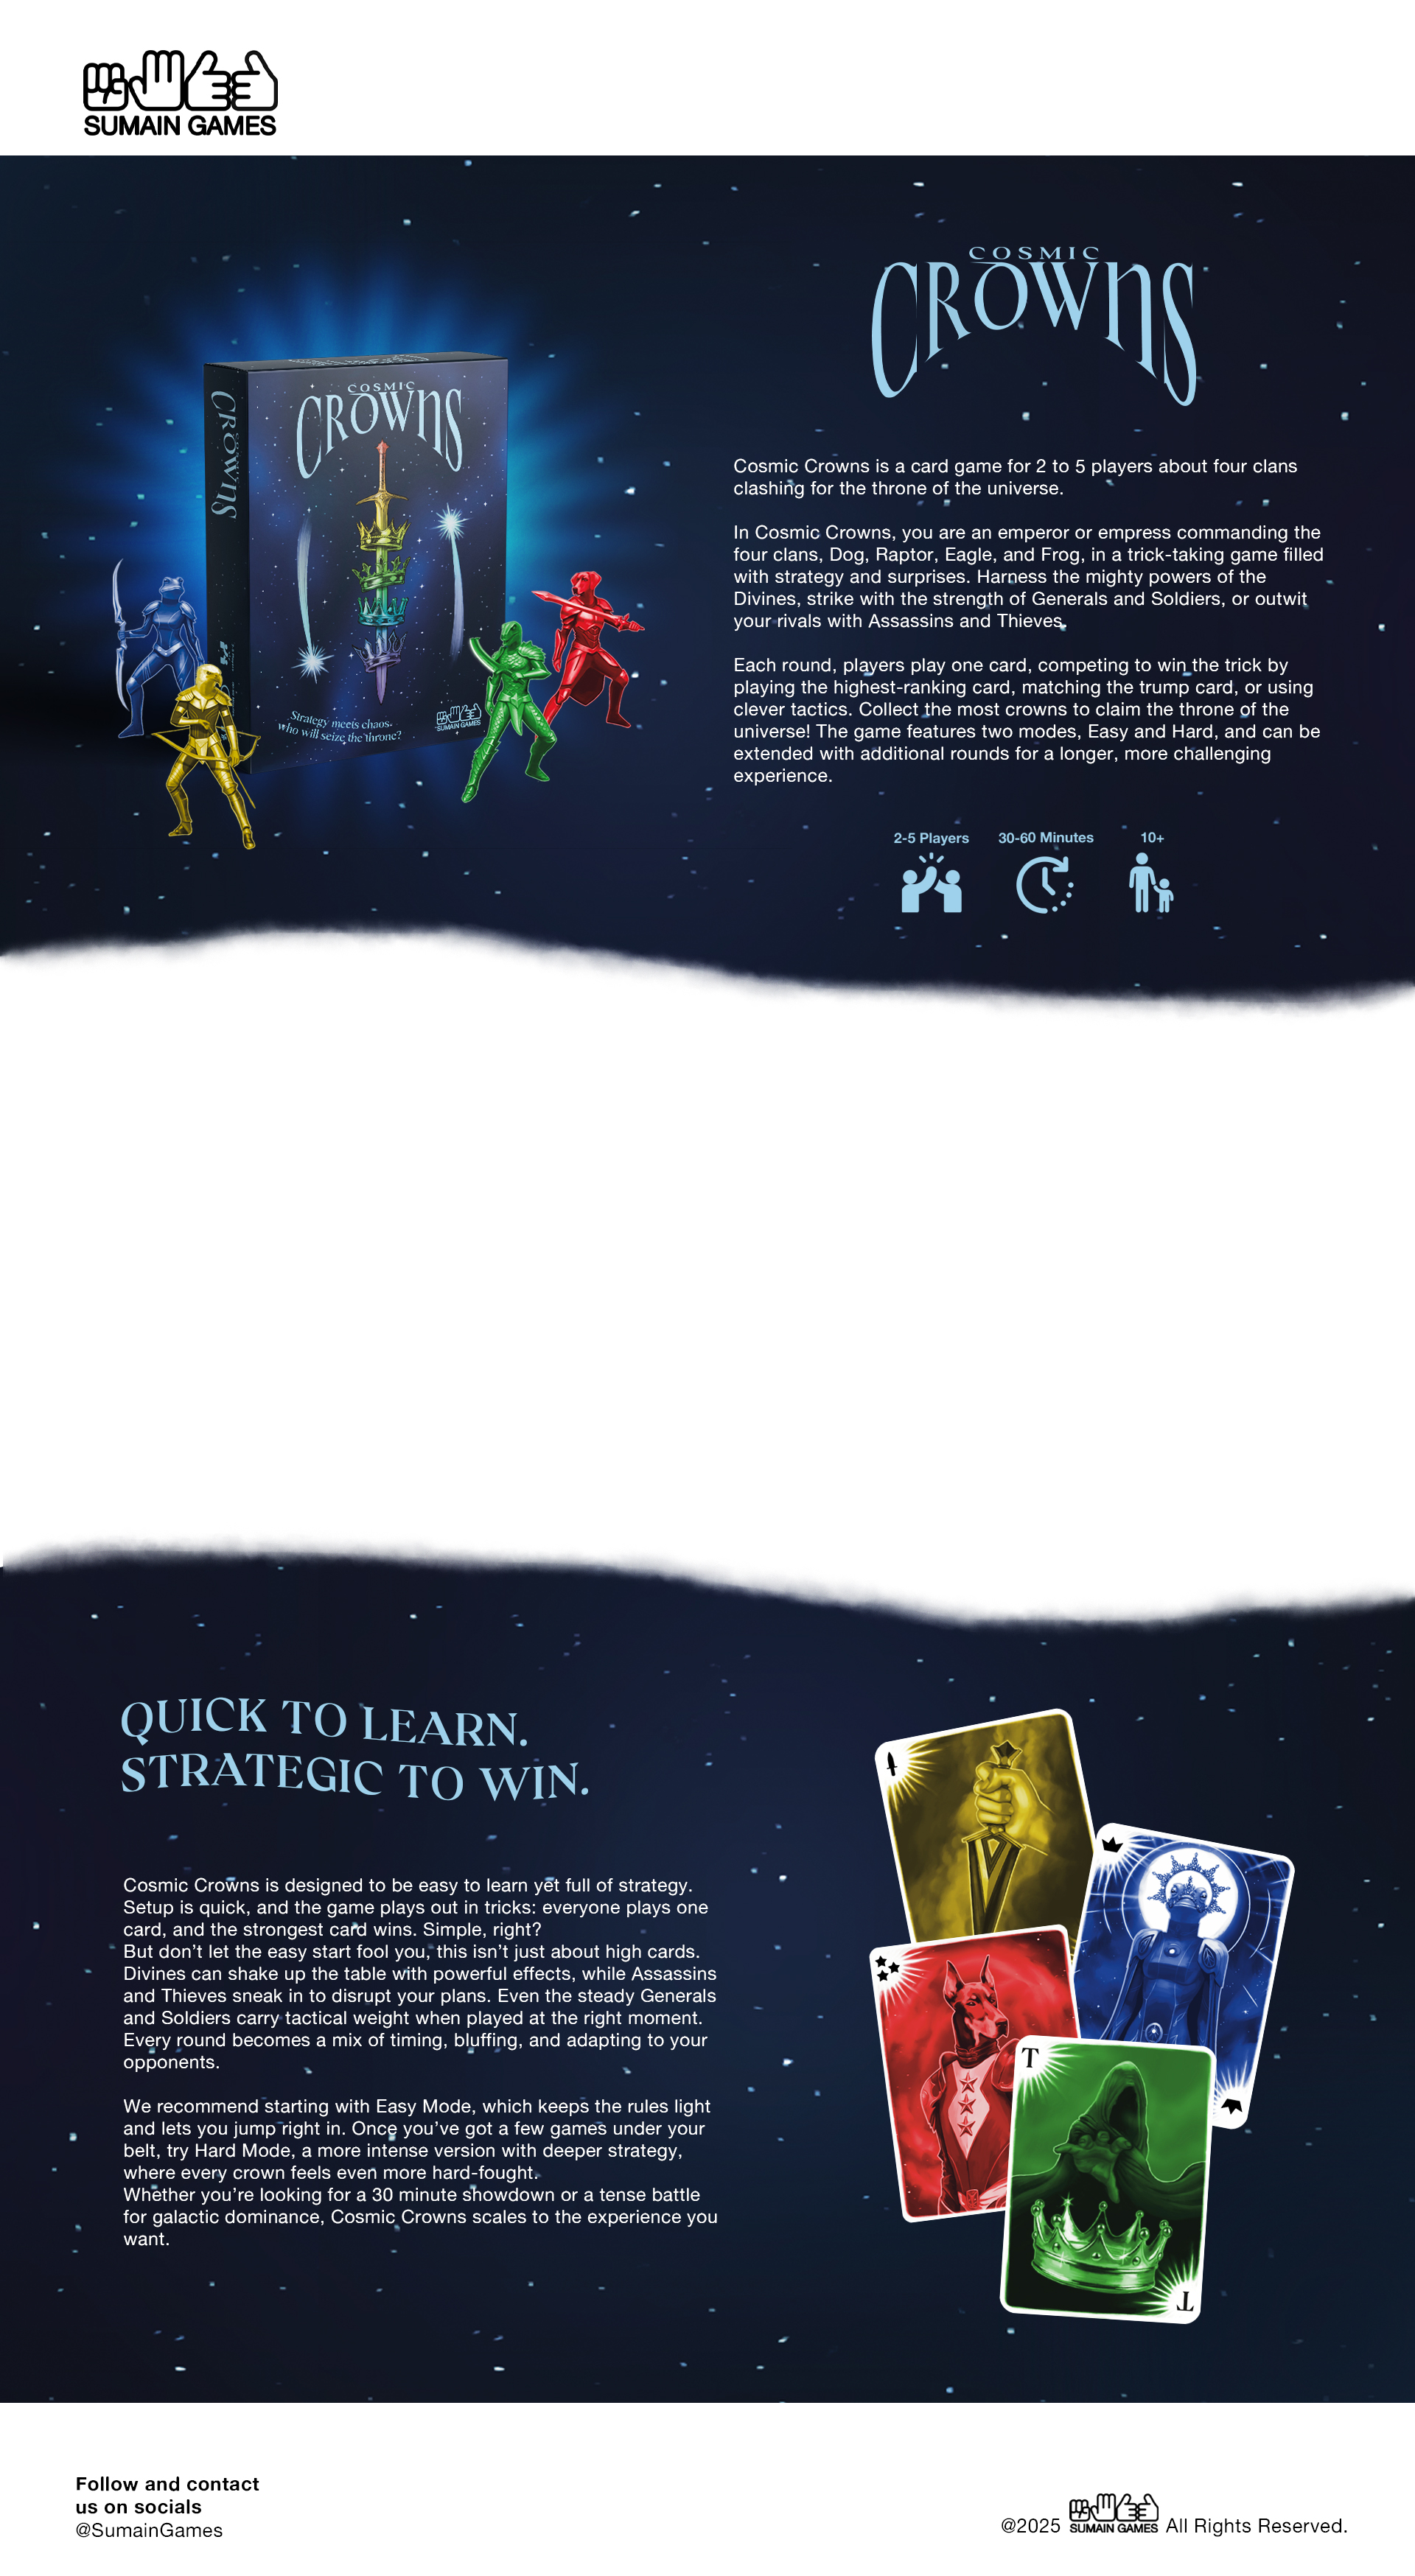 SUMAIN GAMES
COSMIC
CROWNS
COSMIC
CROWNS
CROWNS
Strategy meets chaos-
who will seize the throne?
SUMAIN GAMES
Cosmic Crowns is a card game for 2 to 5 players about four clans
clashing for the throne of the universe.
In Cosmic Crowns, you are an emperor or empress commanding the
four clans, Dog, Raptor, Eagle, and Frog, in a trick-taking game filled
with strategy and surprises. Harness the mighty powers of the
Divines, strike with the strength of Generals and Soldiers, or outwit
your rivals with Assassins and Thieves.
Each round, players play one card, competing to win the trick by
playing the highest-ranking card, matching the trump card, or using
clever tactics. Collect the most crowns to claim the throne of the
universe! The game features two modes, Easy and Hard, and can be
extended with additional rounds for a longer, more challenging
experience.
2-5 Players 30-60 Minutes 10+
QUICK TO LEARN.
STRATEGIC TO WIN.
Cosmic Crowns is designed to be easy to learn yet full of strategy.
Setup is quick, and the game plays out in tricks: everyone plays one
card, and the strongest card wins. Simple, right?
But don’t let the easy start fool you, this isn’t just about high cards.
Divines can shake up the table with powerful effects, while Assassins
and Thieves sneak in to disrupt your plans. Even the steady Generals
and Soldiers carry tactical weight when played at the right moment.
Every round becomes a mix of timing, bluffing, and adapting to your
opponents.
We recommend starting with Easy Mode, which keeps the rules light
and lets you jump right in. Once you’ve got a few games under your
belt, try Hard Mode, a more intense version with deeper strategy,
where every crown feels even more hard-fought.
Whether you’re looking for a 30 minute showdown or a tense battle
for galactic dominance, Cosmic Crowns scales to the experience you
want.
T
T
Follow and contact
us on socials
@SumainGames
@2025 SUMAIN GAMES All Rights Reserved.